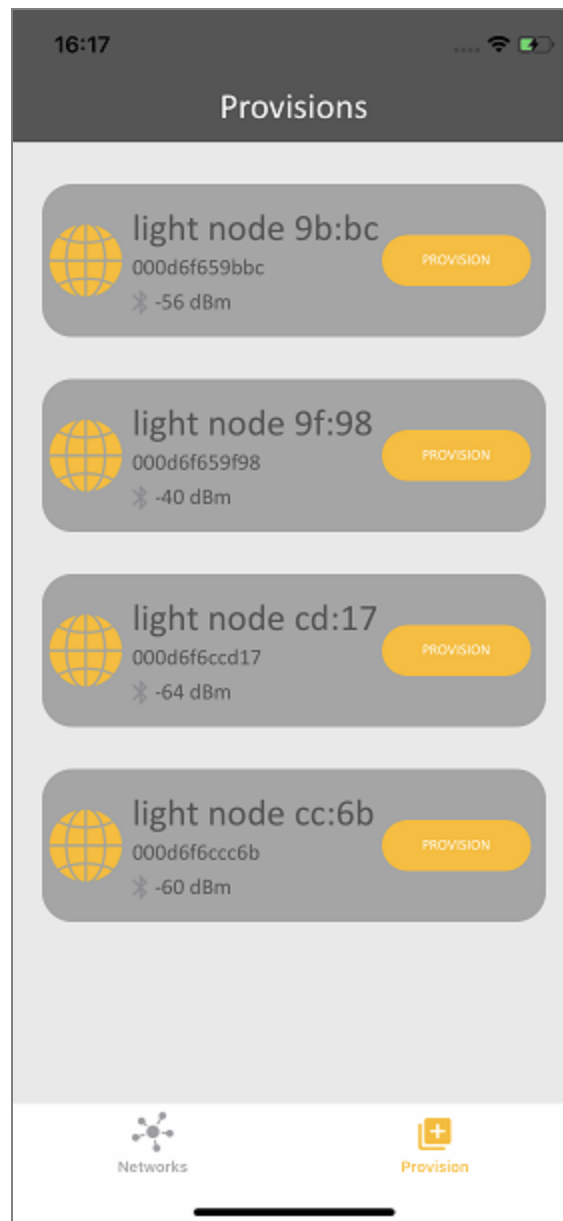 16:17
Provisions
light node 9b:bc
000d6f659bbc
PROVISION
-56 dBm
light node 9f:98
000d6f659f98
PROVISION
-40 dBm
light node cd:17
000d6f6ccd17
PROVISION
-64 dBm
light node cc:6b
000d6f6ccc6b
PROVISION
-60 dBm
Networks
Provision